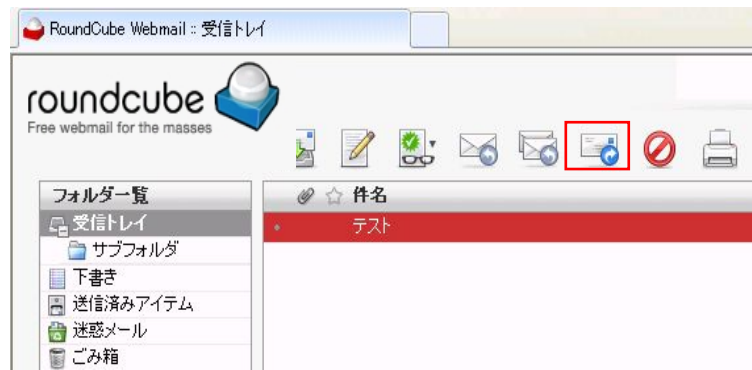 RoundCube Webmail :: 受信トレイ
roundcube
Free webmail for the masses
フォルダ一覧
件名
受信トレイ
テスト
サブフォルダ
下書き
送信済みアイテム
迷惑メール
ごみ箱